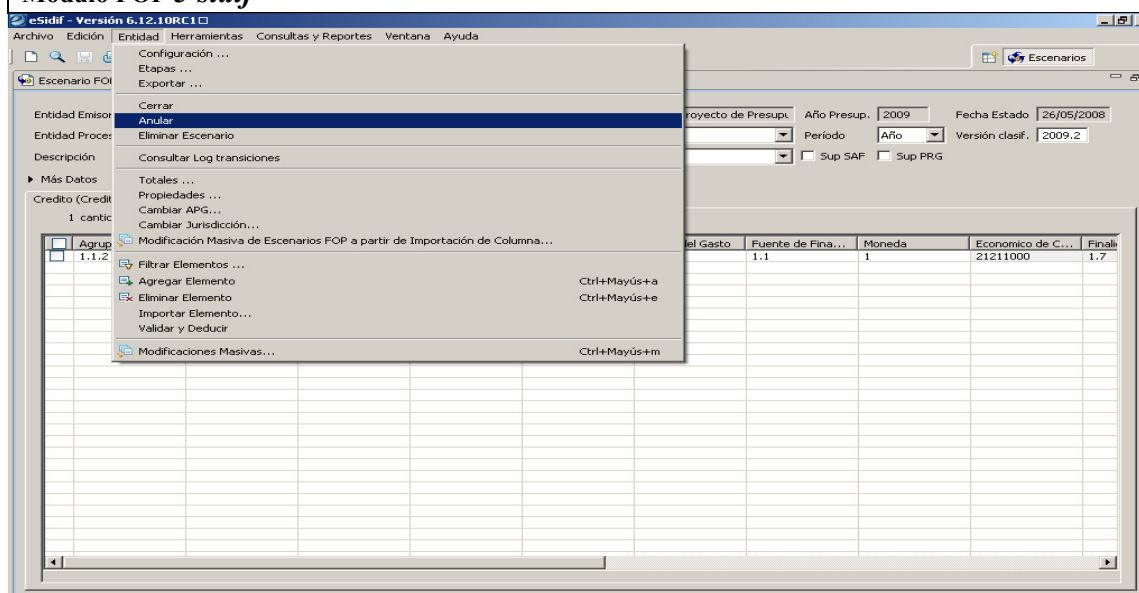 Módulo FOP e-sidif
eSidif - Versión 6.12.10RC1
Archivo Edición Entidad Herramientas Consultas y Reportes Ventana Ayuda
Configuración ...
Escenarios
Etapas ...
Escenario FO
Exportar ...
Cerrar
Entidad Emisor
Anular
royecto de Presupu
Año Presup. 2009
Fecha Estado 26/05/2008
Entidad Proces
Eliminar Escenario
Período Año
Versión clasif. 2009.2
Descripción
Consultar Log transiciones
Sup SAF Sup PRG
Más Datos
Totales ...
Credito (Credit
Propiedades ...
Cambiar APG...
1 cantic
Cambiar Jurisdicción...
Modificación Masiva de Escenarios FOP a partir de Importación de Columna...
Agrup
el Gasto Fuente de Fina... Moneda Economico de C... Finali
1.1.2
1.1 1 21211000 1.7
Filtrar Elementos ...
Agregar Elemento Ctrl+Mayús+a
Eliminar Elemento Ctrl+Mayús+e
Importar Elemento...
Validar y Deducir
Modificaciones Masivas... Ctrl+Mayús+m